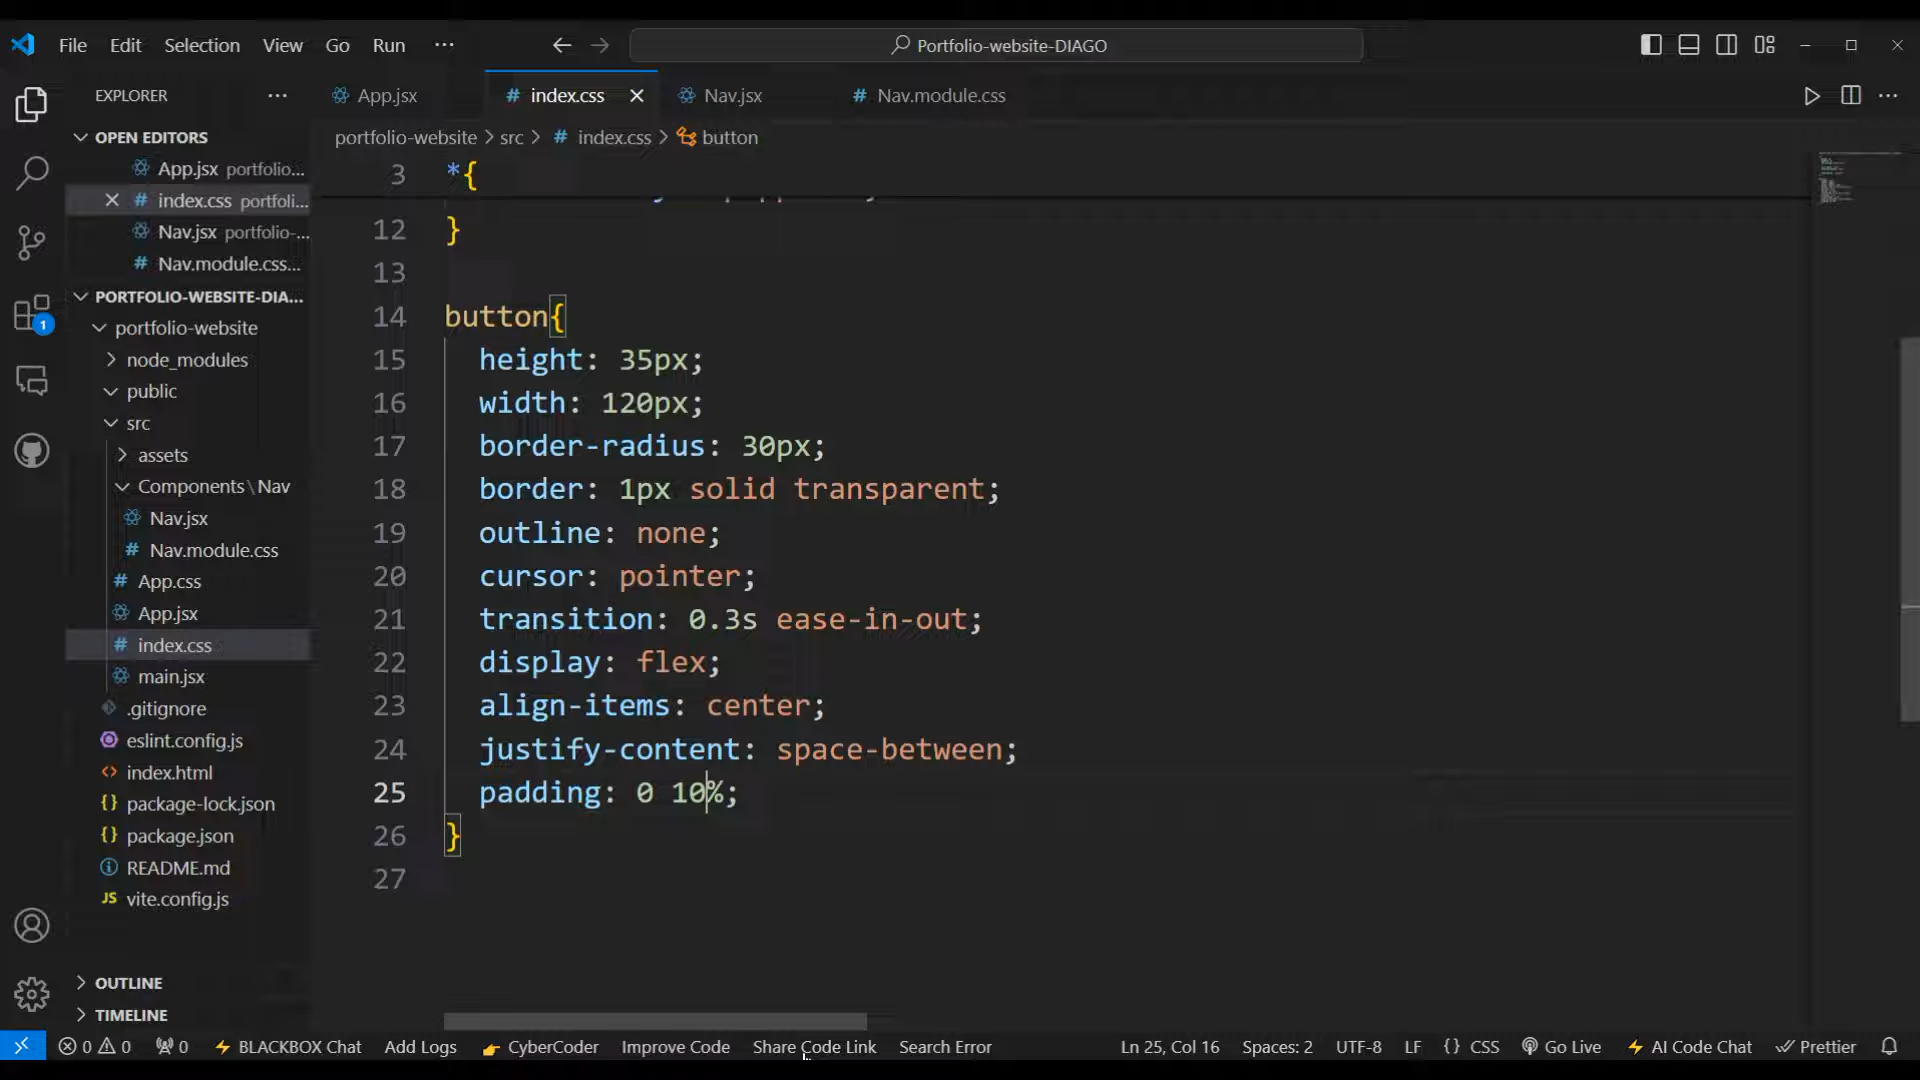 File Edit Selection View Go Run ··· Portfolio-website-DIAGO
EXPLORER ···
App.jsx # index.css Nav.jsx # Nav.module.css ···
OPEN EDITORS
App.jsx portfolio...
# index.css portfoli...
Nav.jsx portfolio-...
# Nav.module.css...
PORTFOLIO-WEBSITE-DIA...
portfolio-website
node_modules
public
src
assets
Components\Nav
Nav.jsx
# Nav.module.css
# App.css
App.jsx
# index.css
main.jsx
.gitignore
eslint.config.js
<> index.html
{} package-lock.json
{} package.json
README.md
JS vite.config.js
OUTLINE
TIMELINE
1
portfolio-website > src > # index.css > button
3 *{
12 }
13
14 button{
15 height: 35px;
16 width: 120px;
17 border-radius: 30px;
18 border: 1px solid transparent;
19 outline: none;
20 cursor: pointer;
21 transition: 0.3s ease-in-out;
22 display: flex;
23 align-items: center;
24 justify-content: space-between;
25 padding: 0 10%;
26 }
27
0 0 0 BLACKBOX Chat Add Logs CyberCoder Improve Code Share Code Link Search Error Ln 25, Col 16 Spaces: 2 UTF-8 LF {} CSS Go Live AI Code Chat Prettier